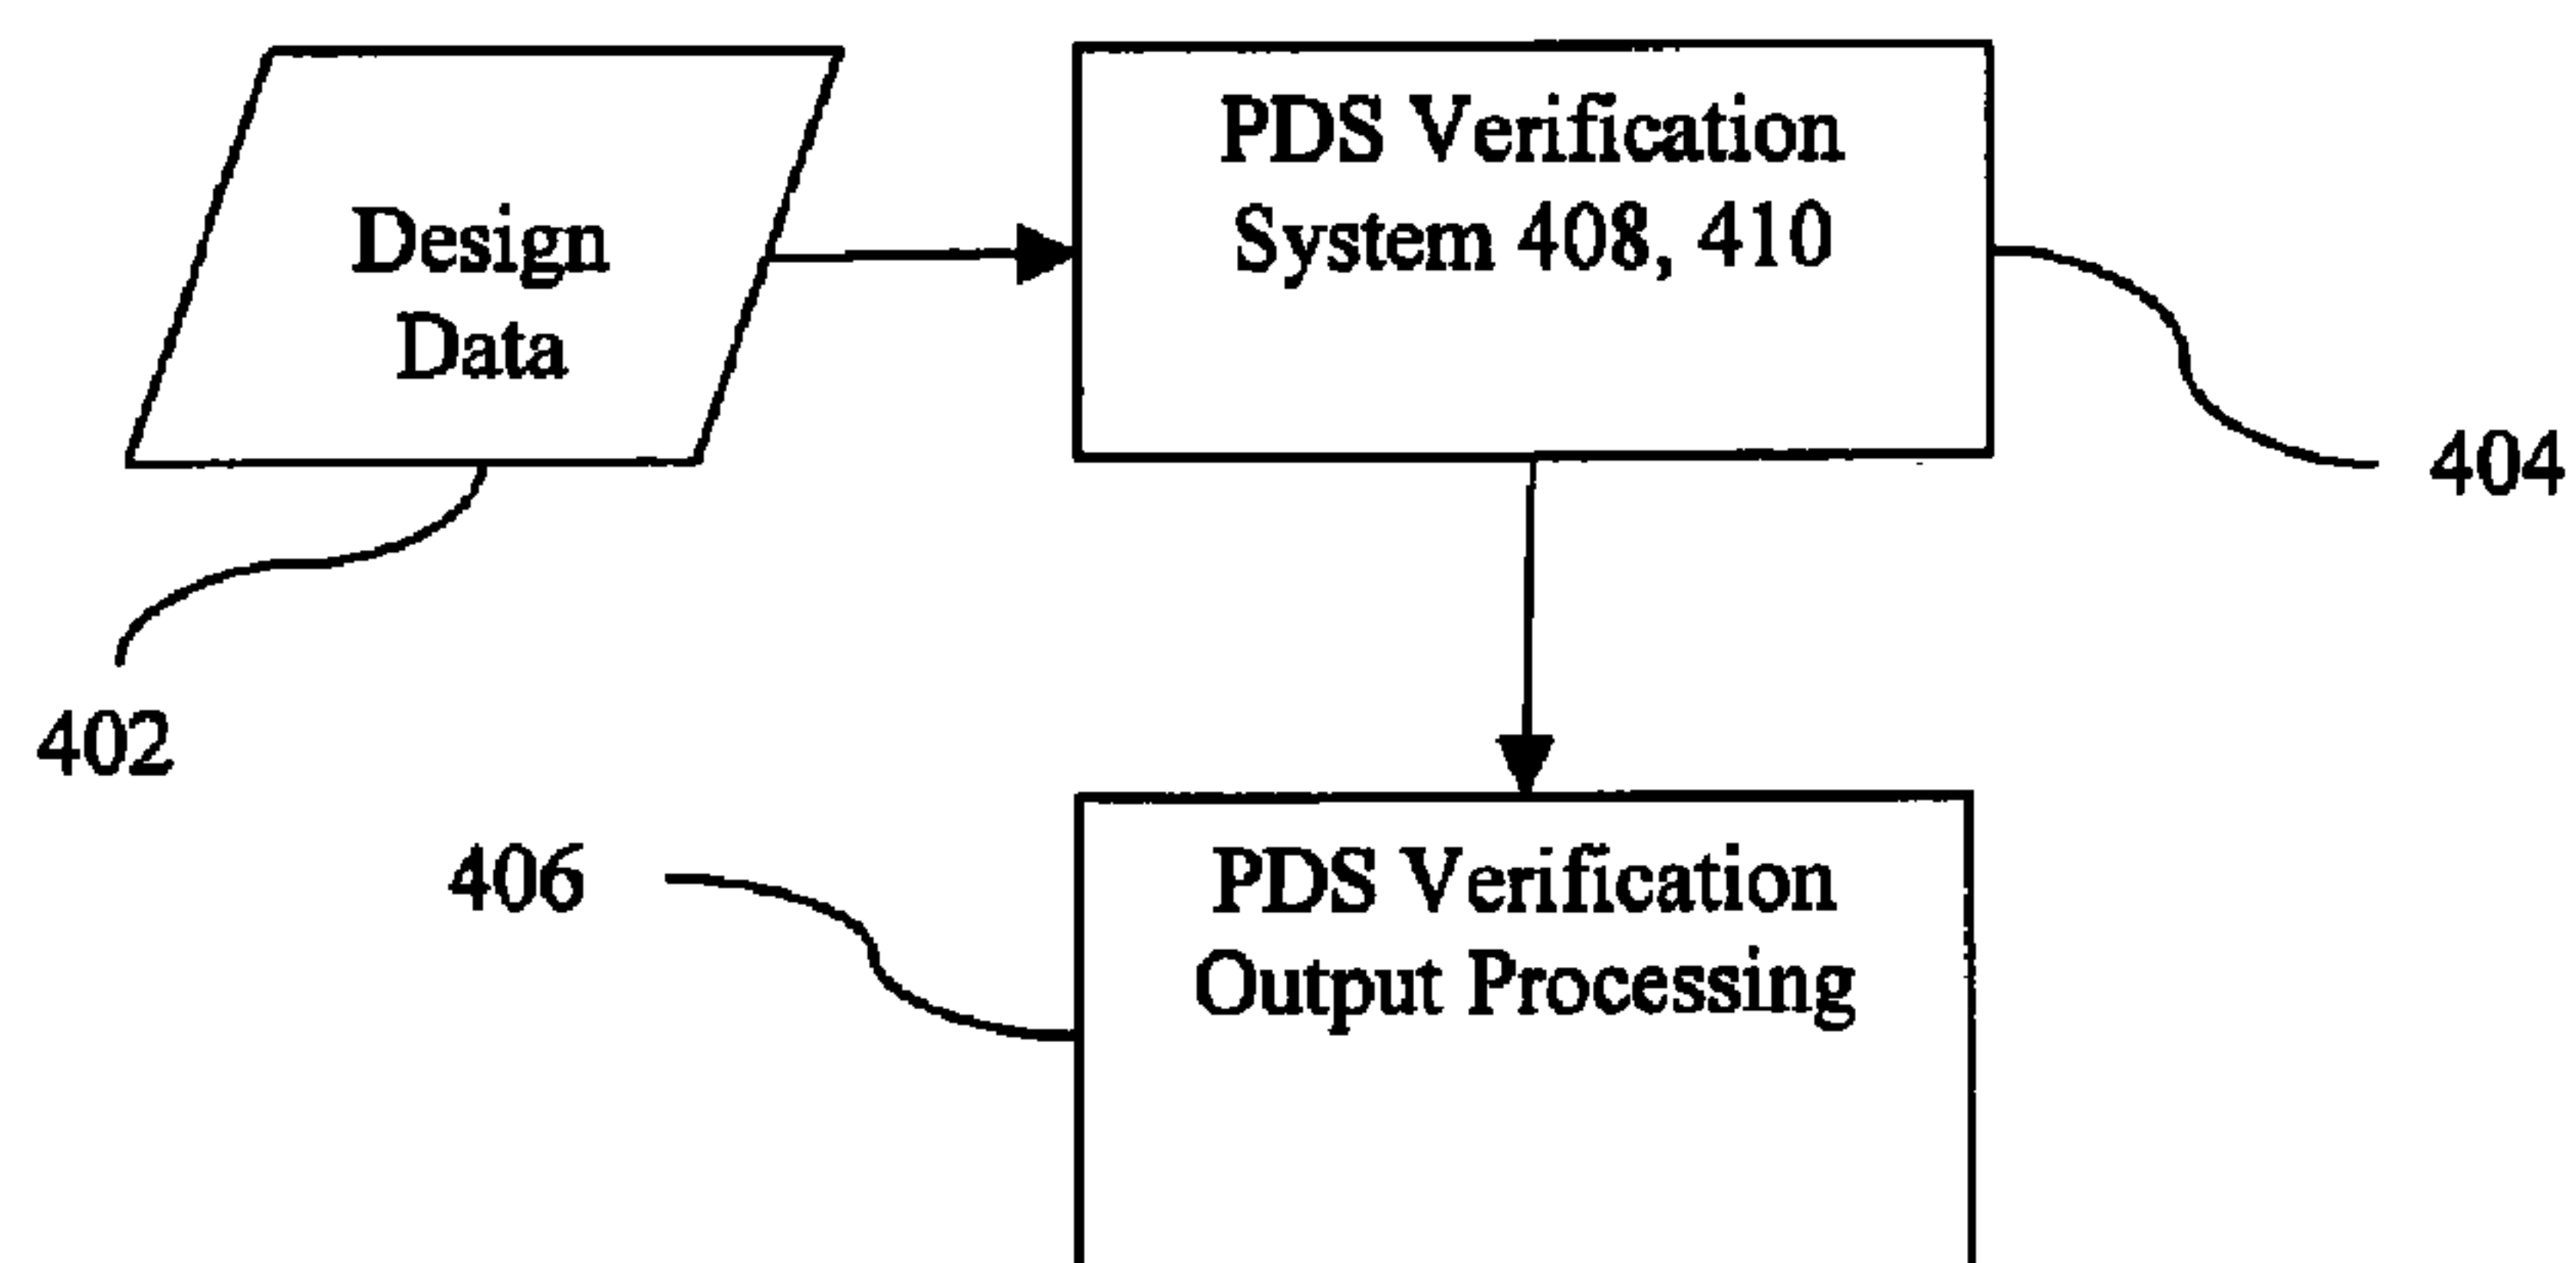 Design
Data
PDS Verification
System 408, 410
404
402
406
PDS Verification
Output Processing